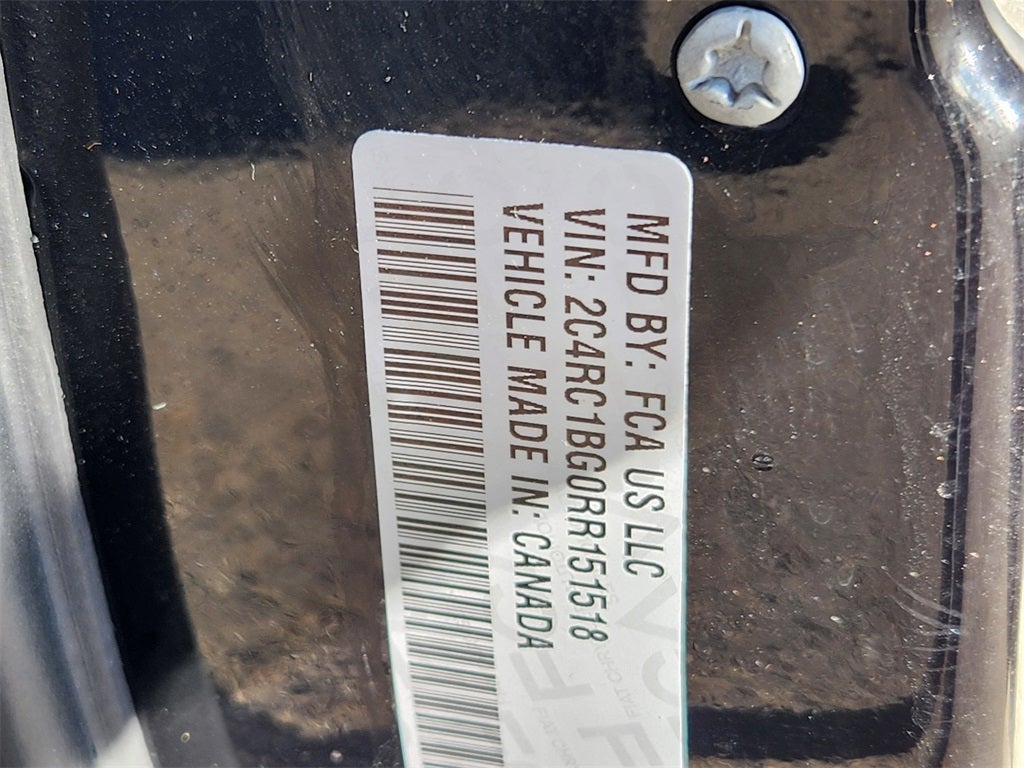 MFD BY: FCA US LLC
VIN: 2C4RC1BG0RR151518
VEHICLE MADE IN: CANADA